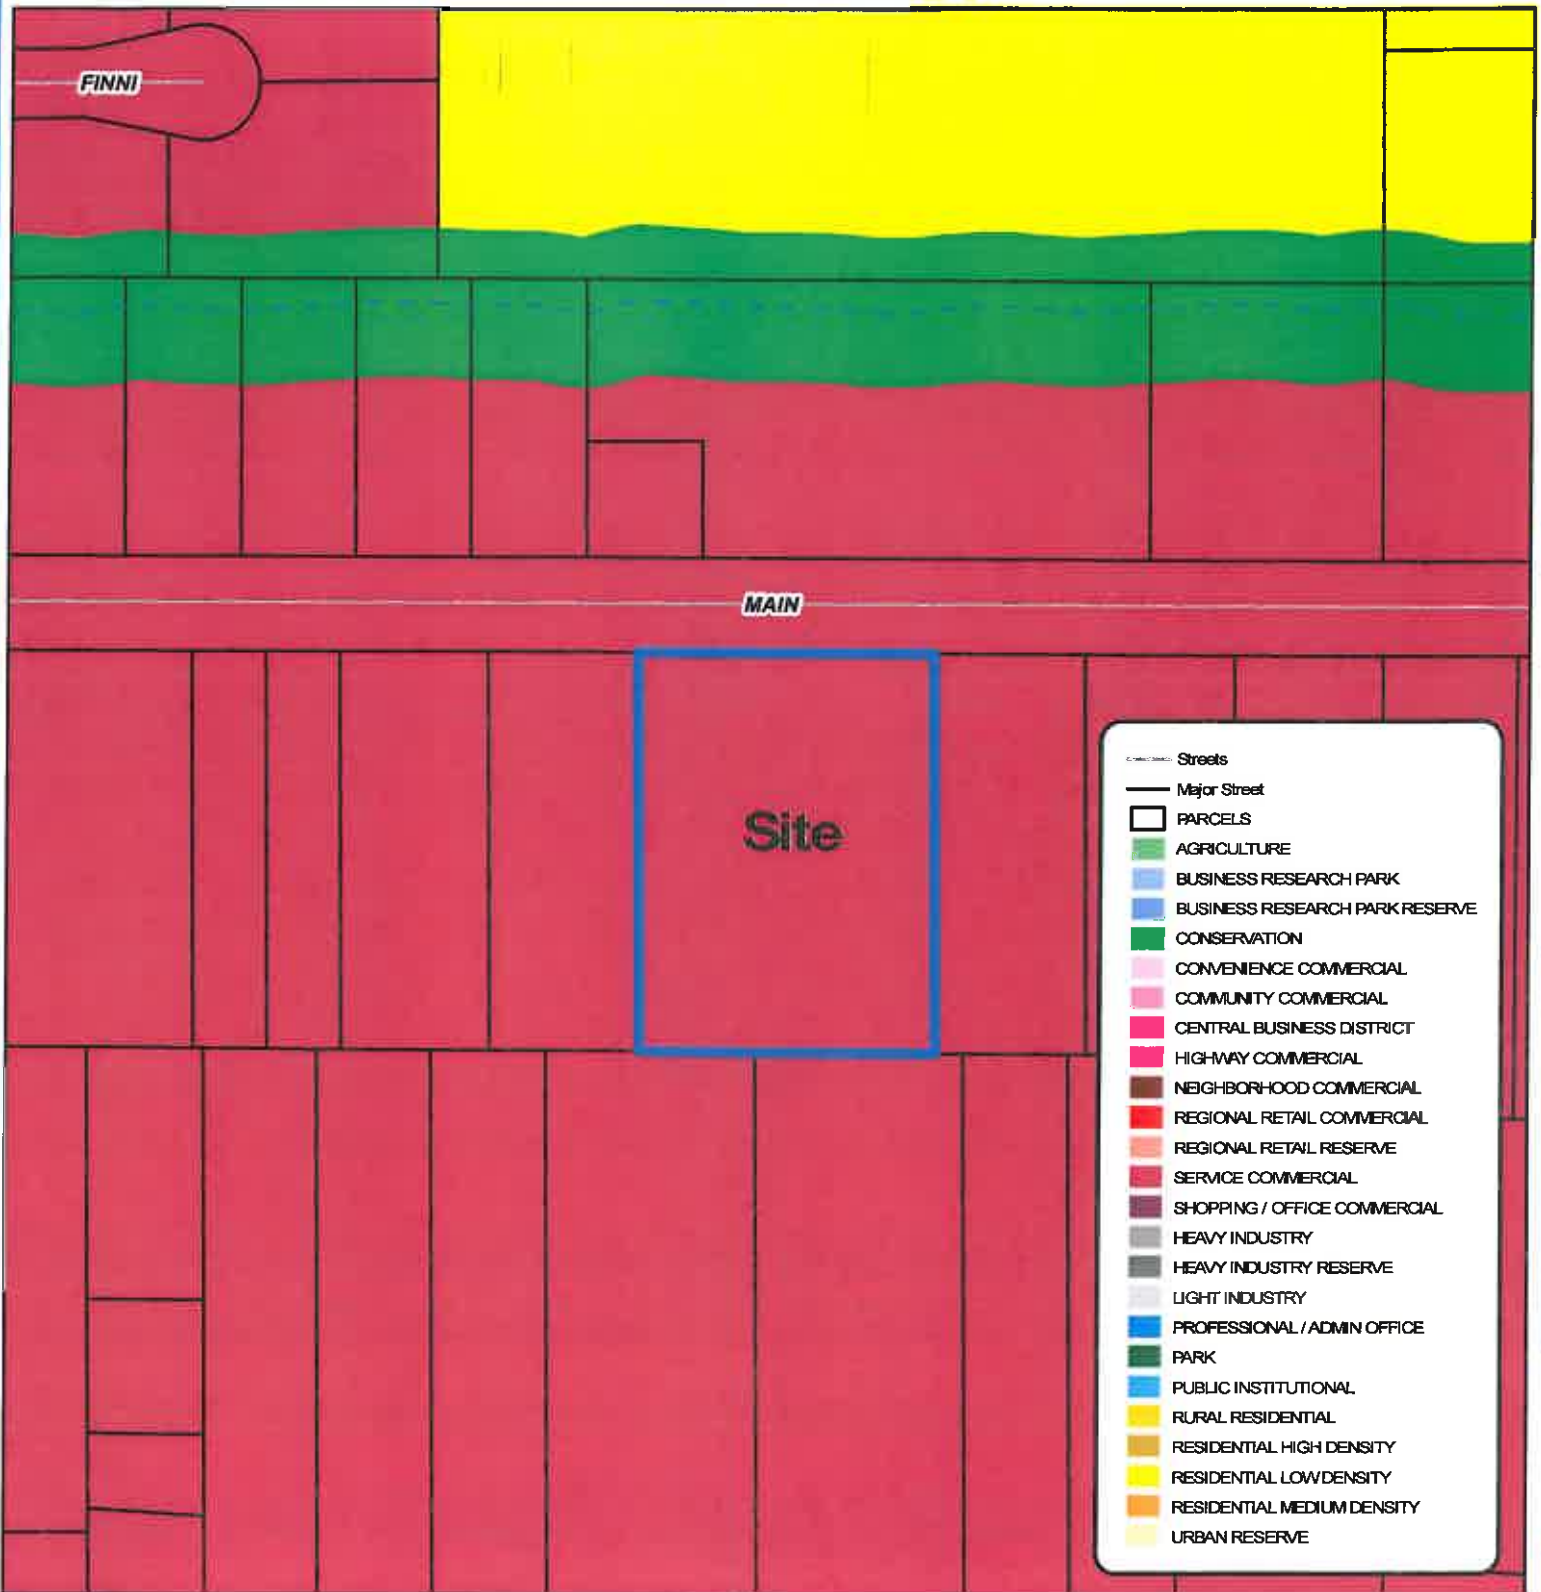 FINNI
MAIN
Site
Streets
Major Street
PARCELS
AGRICULTURE
BUSINESS RESEARCH PARK
BUSINESS RESEARCH PARK RESERVE
CONSERVATION
CONVENIENCE COMMERCIAL
COMMUNITY COMMERCIAL
CENTRAL BUSINESS DISTRICT
HIGHWAY COMMERCIAL
NEIGHBORHOOD COMMERCIAL
REGIONAL RETAIL COMMERCIAL
REGIONAL RETAIL RESERVE
SERVICE COMMERCIAL
SHOPPING / OFFICE COMMERCIAL
HEAVY INDUSTRY
HEAVY INDUSTRY RESERVE
LIGHT INDUSTRY
PROFESSIONAL / ADMIN OFFICE
PARK
PUBLIC INSTITUTIONAL
RURAL RESIDENTIAL
RESIDENTIAL HIGH DENSITY
RESIDENTIAL LOW DENSITY
RESIDENTIAL MEDIUM DENSITY
URBAN RESERVE